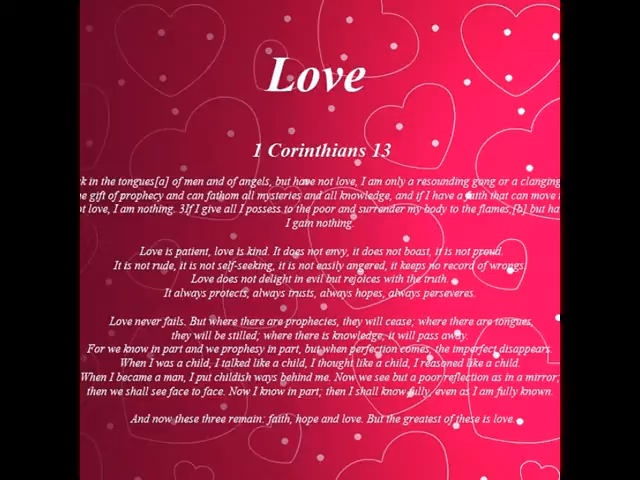 Love
1 Corinthians 13
k in the tongues[a] of men and of angels, but have not love, I am only a resounding gong or a clanging
e gift of prophecy and can fathom all mysteries and all knowledge, and if I have a faith that can move
ot love, I am nothing. 3If I give all I possess to the poor and surrender my body to the flames,[b] but ha
I gain nothing.
Love is patient, love is kind. It does not envy, it does not boast, it is not proud.
It is not rude, it is not self-seeking, it is not easily angered, it keeps no record of wrongs.
Love does not delight in evil but rejoices with the truth.
It always protects, always trusts, always hopes, always perseveres.
Love never fails. But where there are prophecies, they will cease; where there are tongues,
they will be stilled; where there is knowledge, it will pass away.
For we know in part and we prophesy in part, but when perfection comes, the imperfect disappears.
When I was a child, I talked like a child, I thought like a child, I reasoned like a child.
When I became a man, I put childish ways behind me. Now we see but a poor reflection as in a mirror;
then we shall see face to face. Now I know in part; then I shall know fully, even as I am fully known.
And now these three remain: faith, hope and love. But the greatest of these is love.